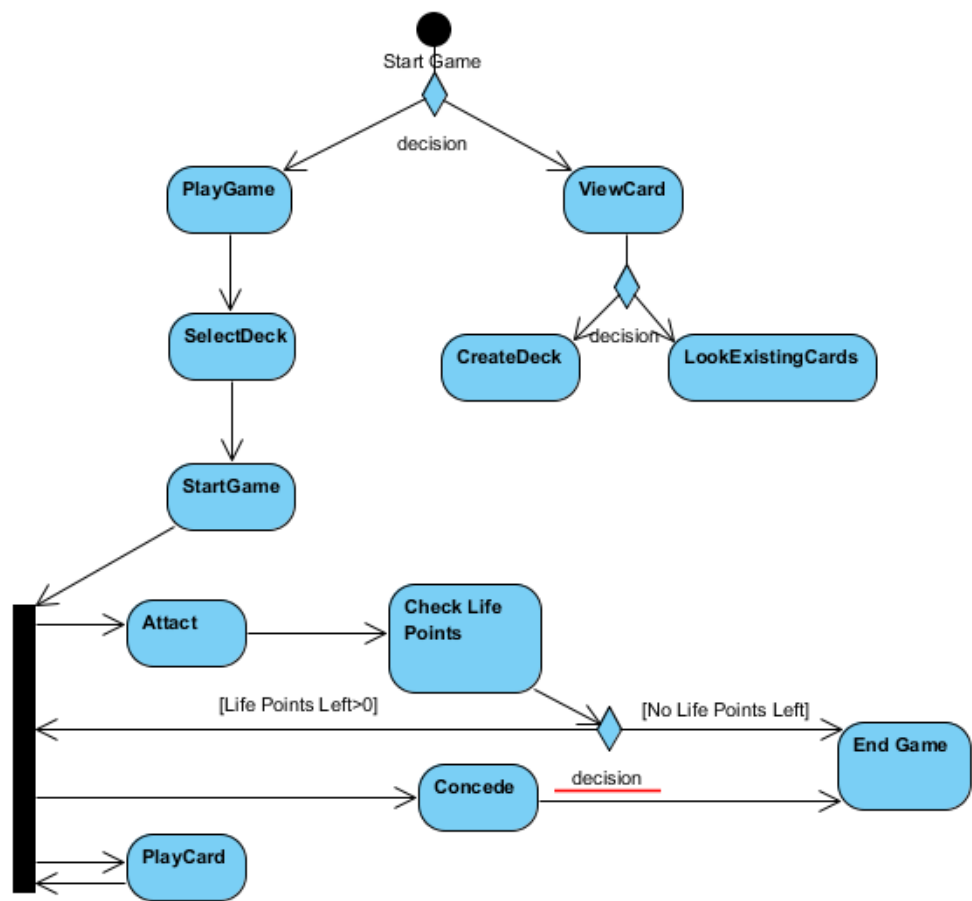 Start Game
decision
PlayGame
ViewCard
SelectDeck
decision
CreateDeck
LookExistingCards
StartGame
Attact
Check Life
Points
[Life Points Left>0]
[No Life Points Left]
End Game
Concede
decision
PlayCard